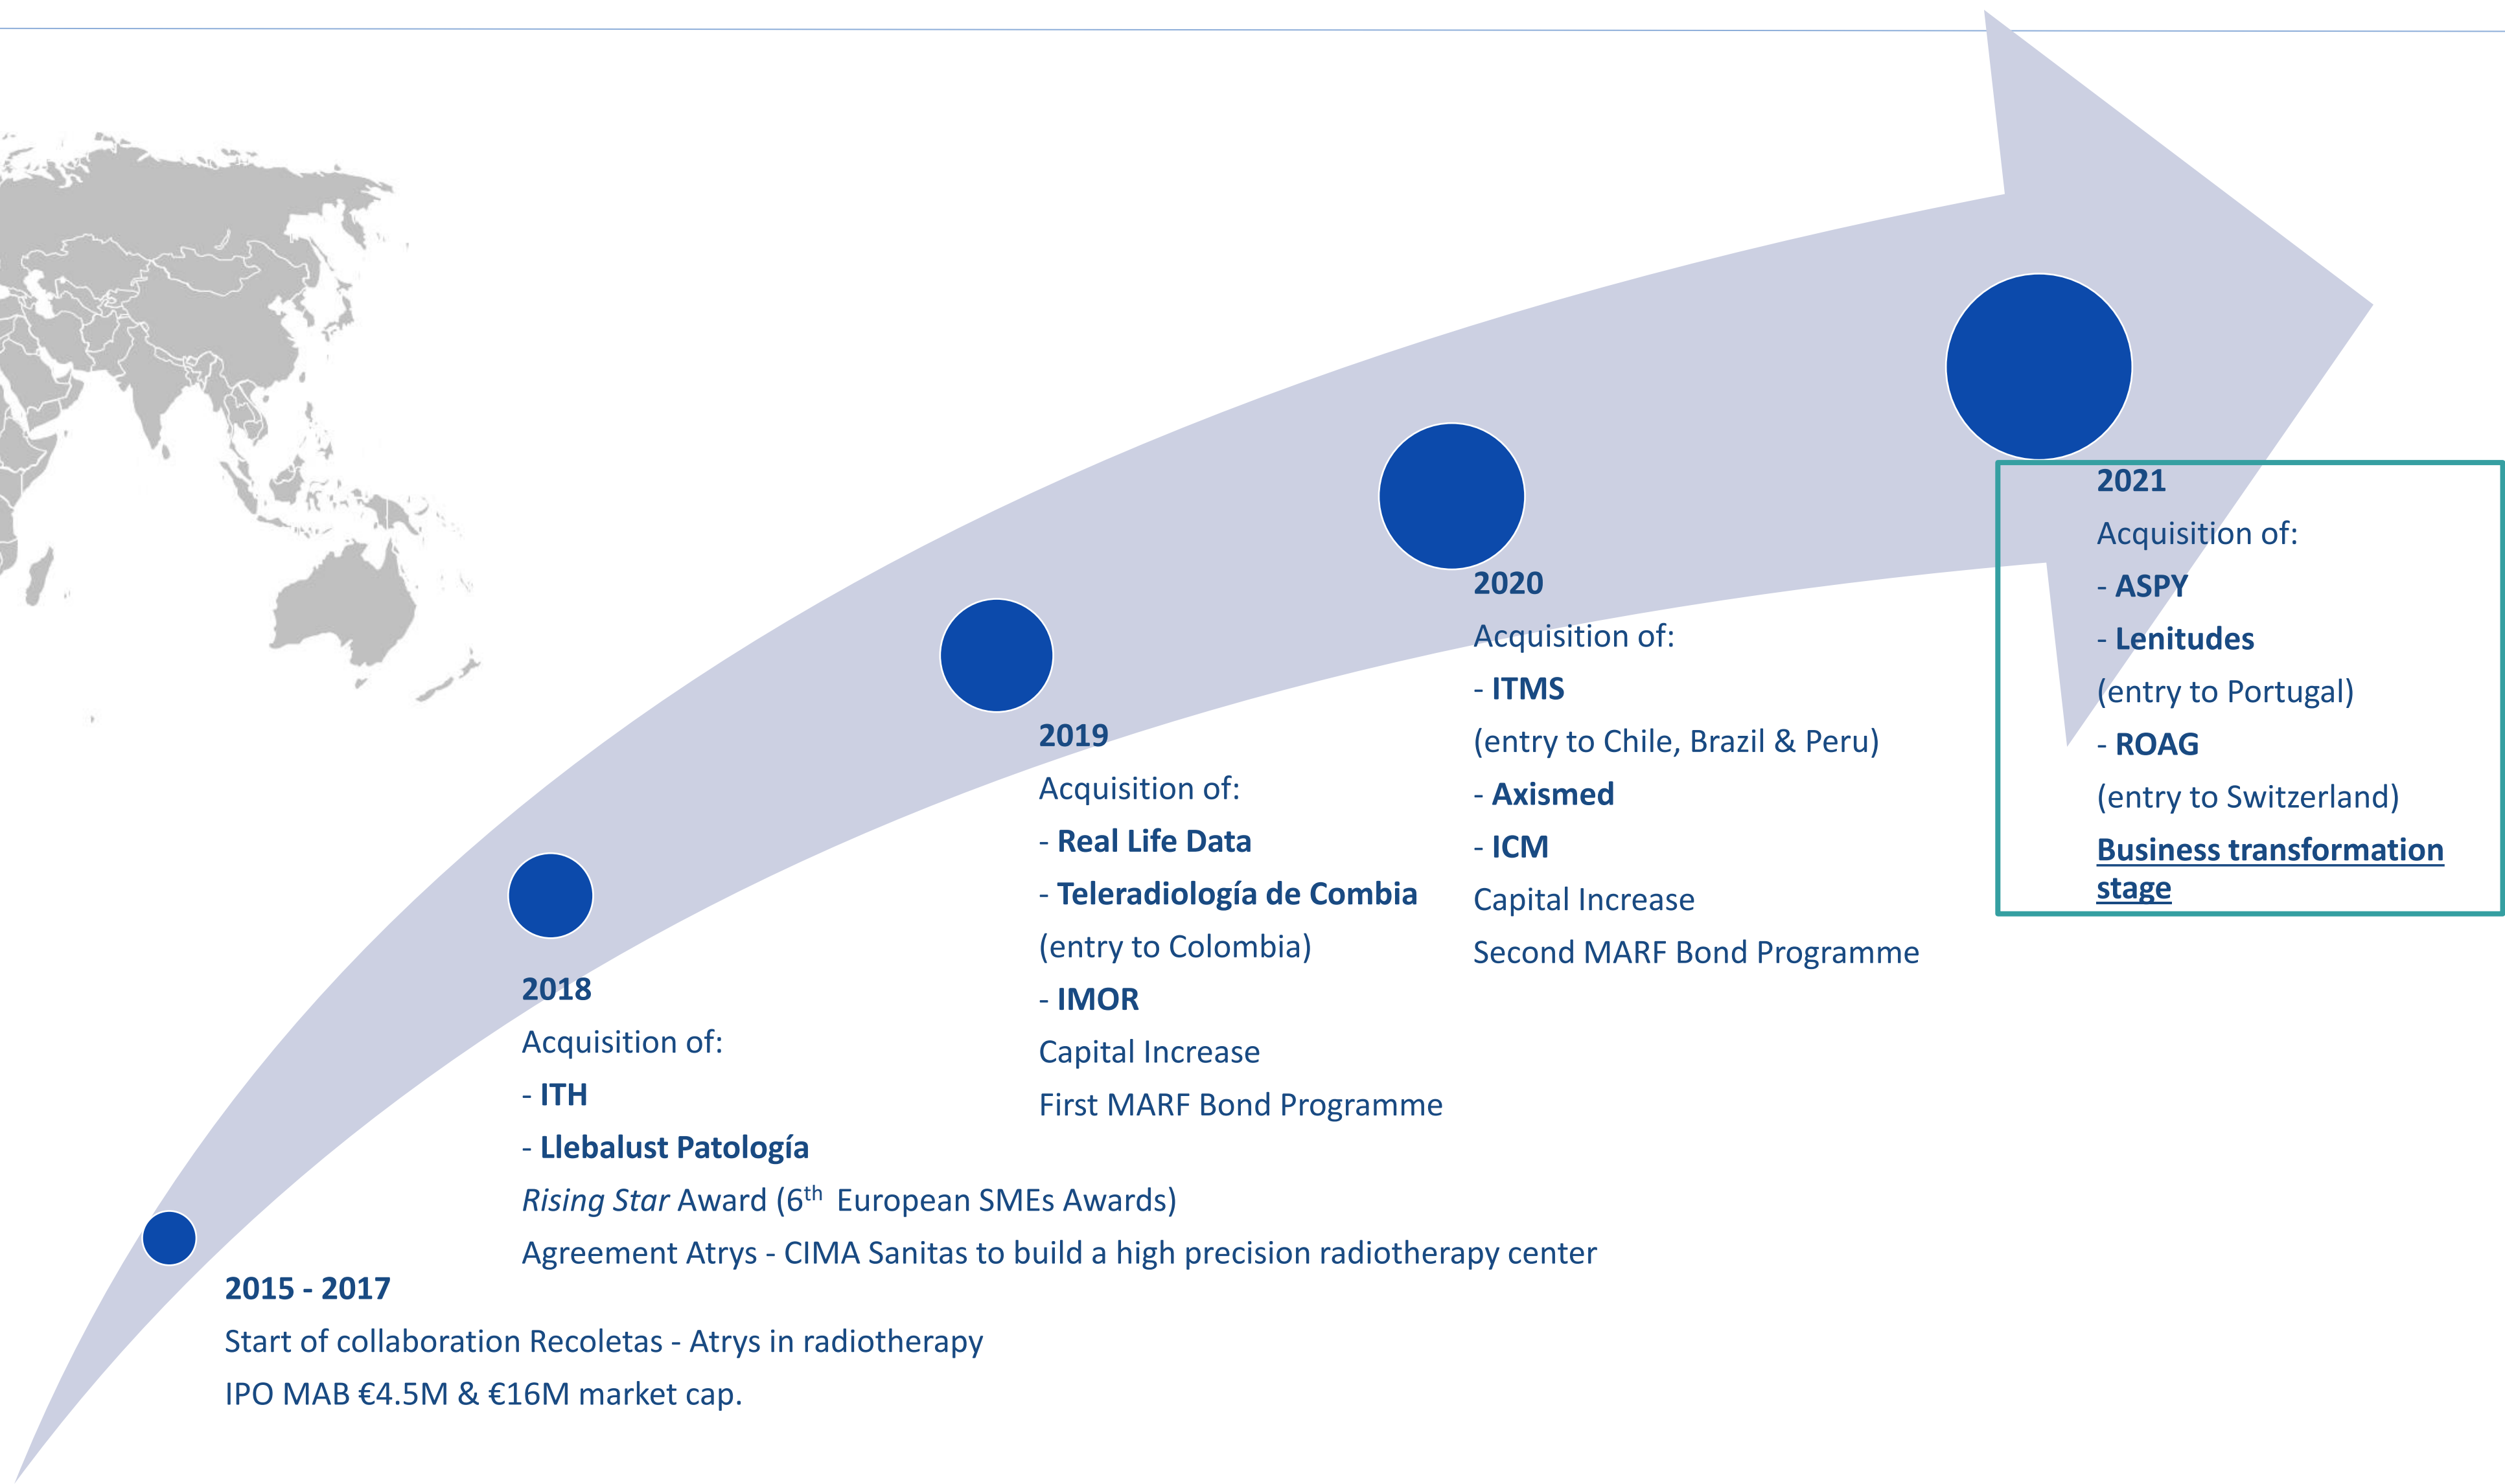 2015 - 2017
Start of collaboration Recoletas - Atrys in radiotherapy
IPO MAB €4.5M & €16M market cap.
2018
Acquisition of:
- ITH
- Llebalust Patología
Rising Star Award (6th European SMEs Awards)
Agreement Atrys - CIMA Sanitas to build a high precision radiotherapy center
2019
Acquisition of:
- Real Life Data
- Teleradiología de Combia
(entry to Colombia)
- IMOR
Capital Increase
First MARF Bond Programme
2020
Acquisition of:
- ITMS
(entry to Chile, Brazil & Peru)
- Axismed
- ICM
Capital Increase
Second MARF Bond Programme
2021
Acquisition of:
- ASPY
- Lenitudes
(entry to Portugal)
- ROAG
(entry to Switzerland)
Business transformation
stage